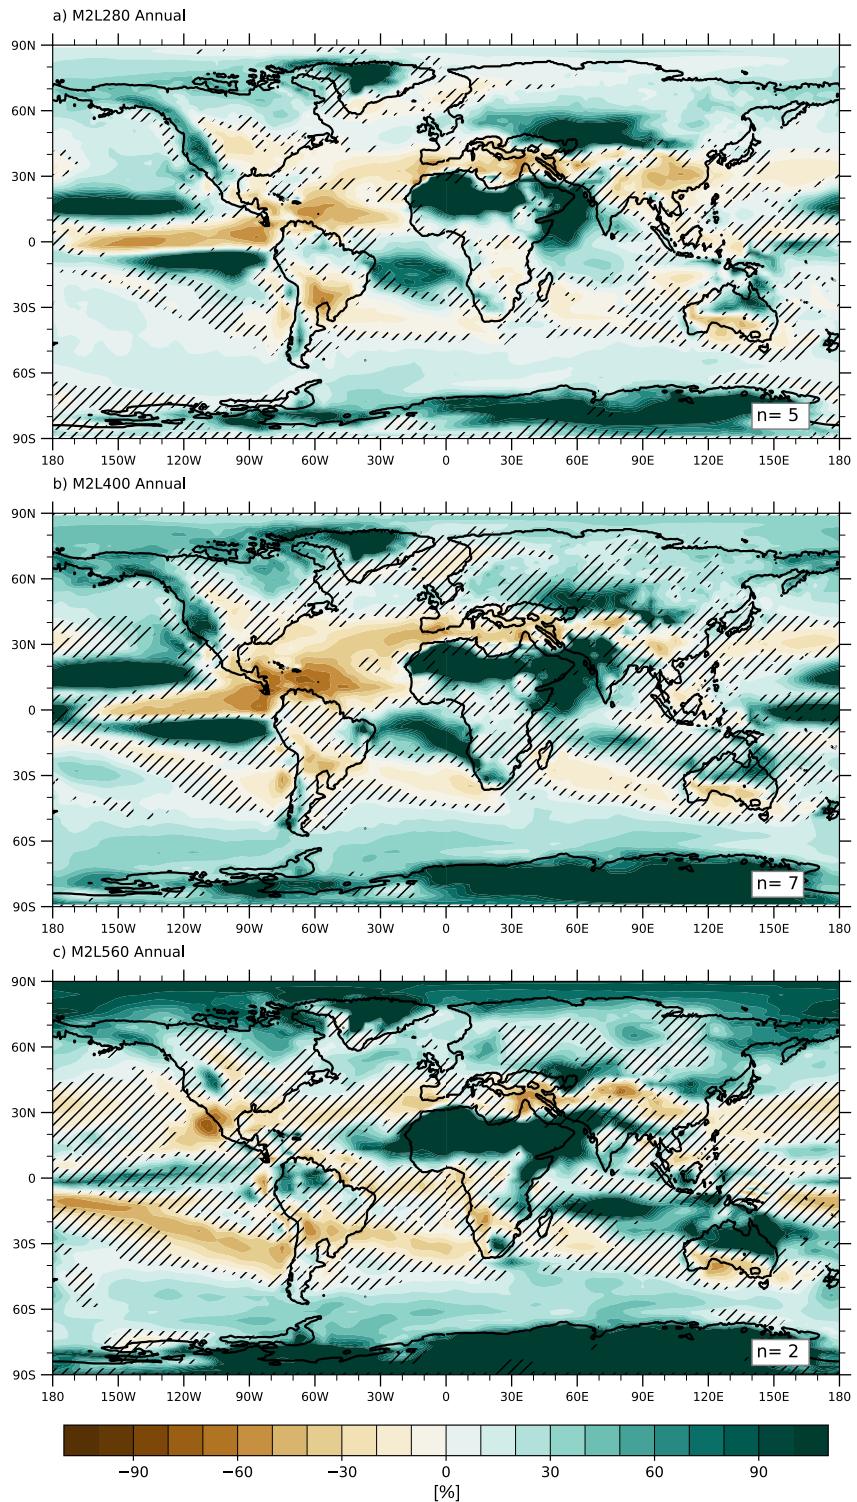 a) M2L280 Annual
90N
60N
30N
0
30S
60S
90S
n= 5
180 150W 120W 90W 60W 30W 0 30E 60E 90E 120E 150E 180
b) M2L400 Annual
90N
60N
30N
0
30S
60S
90S
n= 7
180 150W 120W 90W 60W 30W 0 30E 60E 90E 120E 150E 180
c) M2L560 Annual
90N
60N
30N
0
30S
60S
90S
n= 2
180 150W 120W 90W 60W 30W 0 30E 60E 90E 120E 150E 180
−90 −60 −30 0 30 60 90
[%]